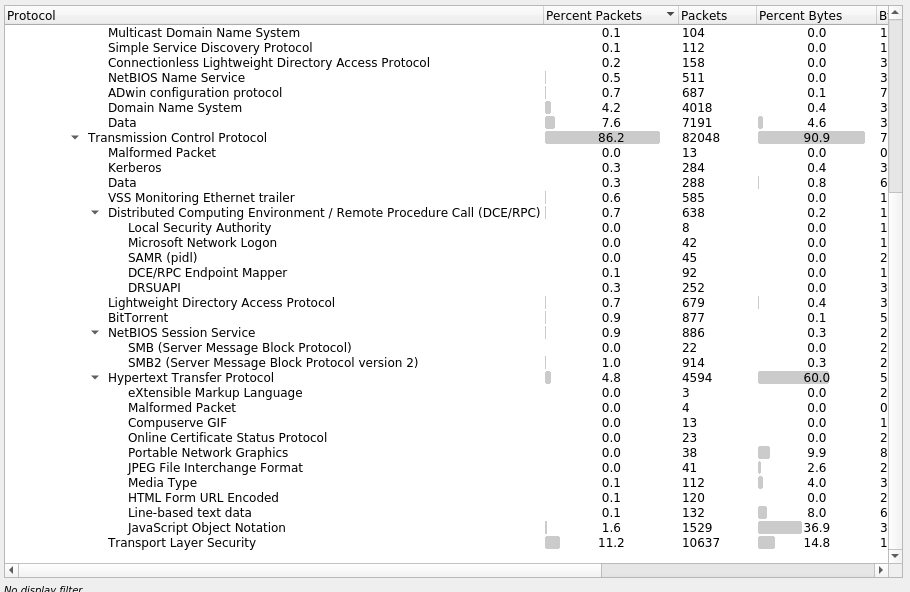 Protocol Percent Packets Packets Percent Bytes B
Multicast Domain Name System 0.1 104 0.0 1
Simple Service Discovery Protocol 0.1 112 0.0 3
Connectionless Lightweight Directory Access Protocol 0.2 158 0.0 3
NetBIOS Name Service 0.5 511 0.0 3
ADwin configuration protocol 0.7 687 0.1 7
Domain Name System 4.2 4018 0.4 3
Data 7.6 7191 4.6 3
Transmission Control Protocol 86.2 82048 90.9 7
Malformed Packet 0.0 13 0.0 0
Kerberos 0.3 284 0.4 3
Data 0.3 288 0.8 6
VSS Monitoring Ethernet trailer 0.6 585 0.0 1
Distributed Computing Environment / Remote Procedure Call (DCE/RPC) 0.7 638 0.2 1
Local Security Authority 0.0 8 0.0 1
Microsoft Network Logon 0.0 42 0.0 1
SAMR (pidl) 0.0 45 0.0 2
DCE/RPC Endpoint Mapper 0.1 92 0.0 1
DRSUAPI 0.3 252 0.0 3
Lightweight Directory Access Protocol 0.7 679 0.4 3
BitTorrent 0.9 877 0.1 5
NetBIOS Session Service 0.9 886 0.3 2
SMB (Server Message Block Protocol) 0.0 22 0.0 2
SMB2 (Server Message Block Protocol version 2) 1.0 914 0.3 2
Hypertext Transfer Protocol 4.8 4594 60.0 5
eXtensible Markup Language 0.0 3 0.0 2
Malformed Packet 0.0 4 0.0 0
Compuserve GIF 0.0 13 0.0 1
Online Certificate Status Protocol 0.0 23 0.0 2
Portable Network Graphics 0.0 38 9.9 8
JPEG File Interchange Format 0.0 41 2.6 2
Media Type 0.1 112 4.0 3
HTML Form URL Encoded 0.1 120 0.0 2
Line-based text data 0.1 132 8.0 6
JavaScript Object Notation 1.6 1529 36.9 3
Transport Layer Security 11.2 10637 14.8 1
No display filter